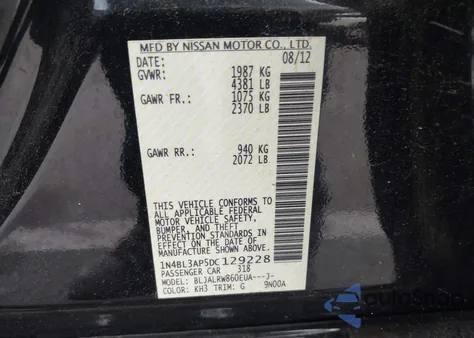 MFD BY NISSAN MOTOR CO., LTD.
DATE: 08/12
GVWR: 1987 KG
4381 LB
GAWR FR.: 1075 KG
2370 LB
GAWR RR.: 940 KG
2072 LB
THIS VEHICLE CONFORMS TO
ALL APPLICABLE FEDERAL
MOTOR VEHICLE SAFETY,
BUMPER, AND THEFT
PREVENTION STANDARDS IN
EFFECT ON THE DATE OF
MANUFACTURE SHOWN ABOVE.
1N4BL3AP5DC129228
PASSENGER CAR 318
MODEL: BLJALRW860EUA---J-
COLOR: KH3 TRIM: G 9N00A